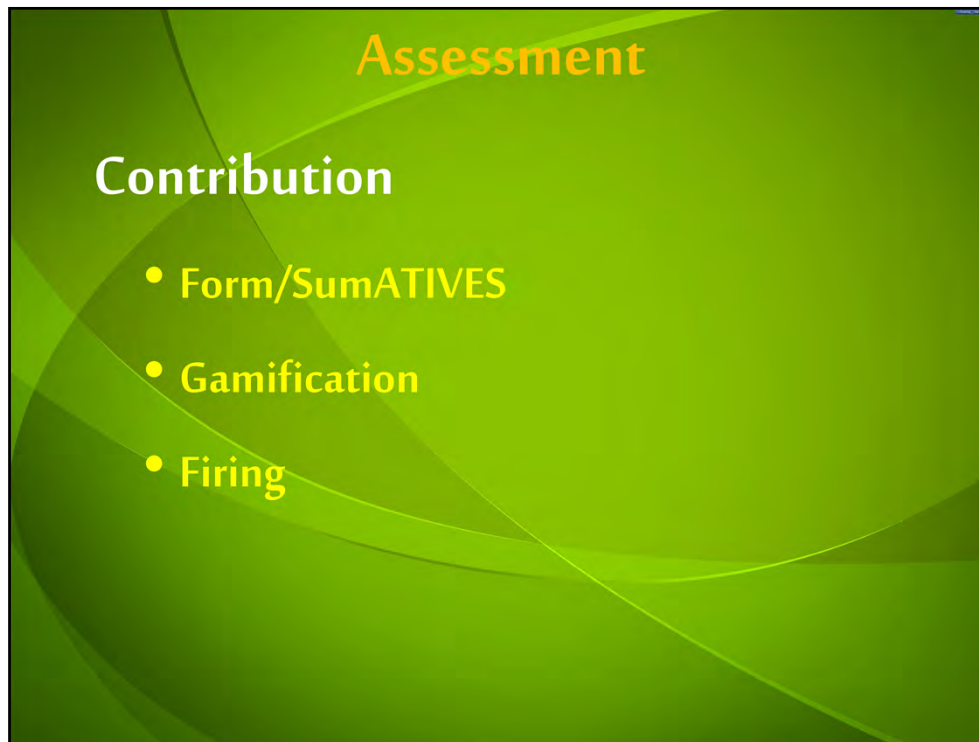 Assessment
Contribution
• Form/SumATIVES
• Gamification
• Firing